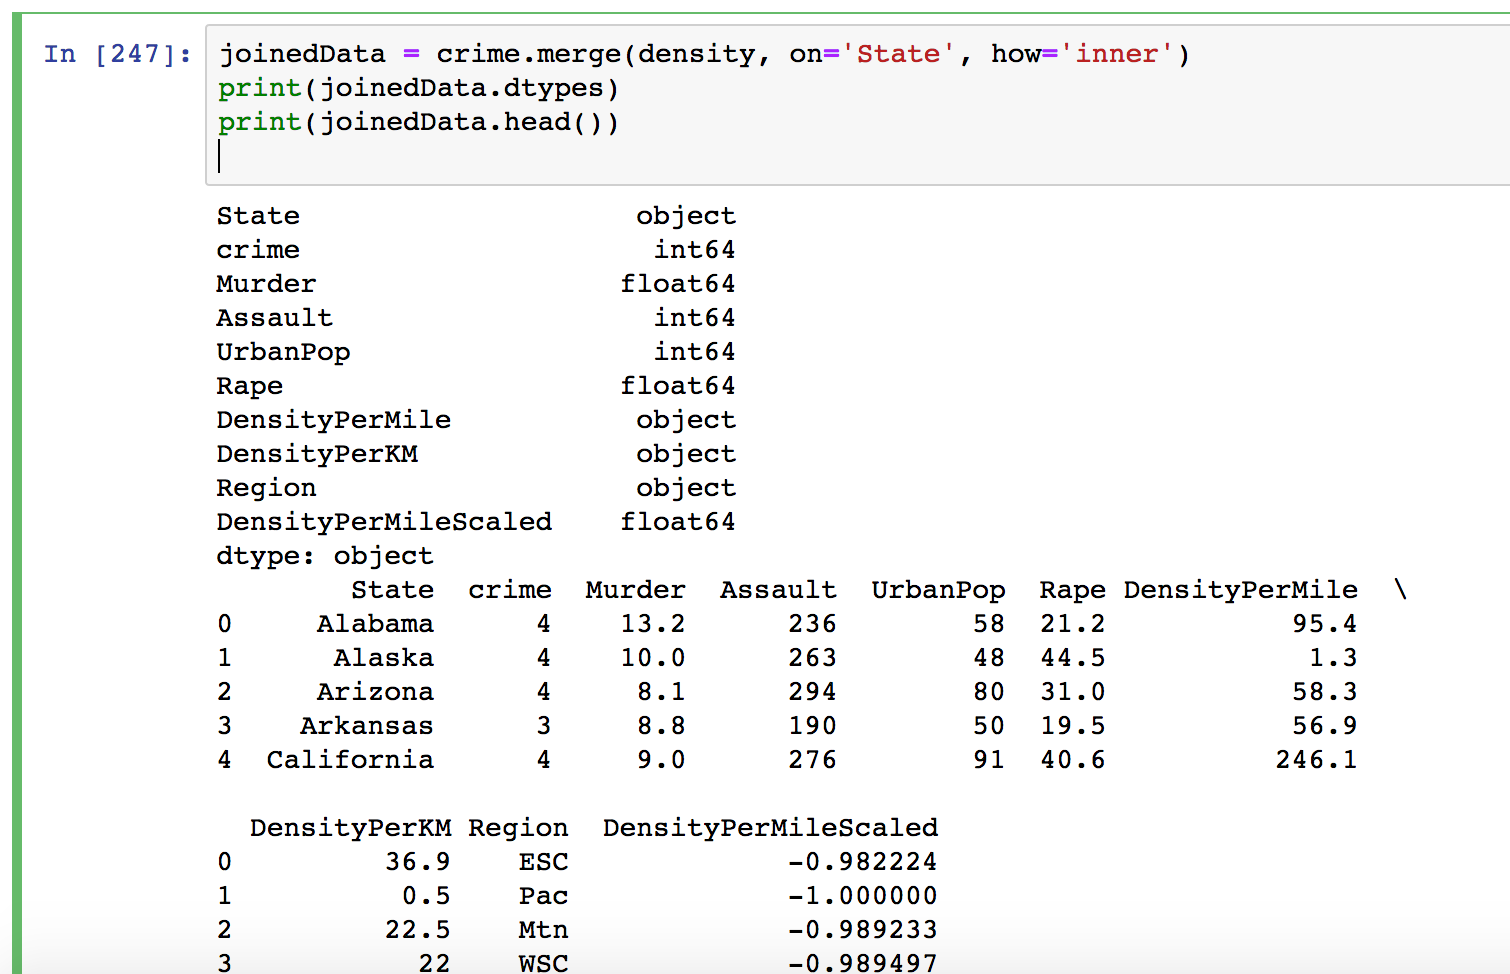 In [247]: joinedData = crime.merge(density, on='State', how='inner')
print(joinedData.dtypes)
print(joinedData.head())
State object
crime int64
Murder float64
Assault int64
UrbanPop int64
Rape float64
DensityPerMile object
DensityPerKM object
Region object
DensityPerMileScaled float64
dtype: object
State crime Murder Assault UrbanPop Rape DensityPerMile \
0 Alabama 4 13.2 236 58 21.2 95.4
1 Alaska 4 10.0 263 48 44.5 1.3
2 Arizona 4 8.1 294 80 31.0 58.3
3 Arkansas 3 8.8 190 50 19.5 56.9
4 California 4 9.0 276 91 40.6 246.1
DensityPerKM Region DensityPerMileScaled
0 36.9 ESC -0.982224
1 0.5 Pac -1.000000
2 22.5 Mtn -0.989233
3 22 WSC -0.989497